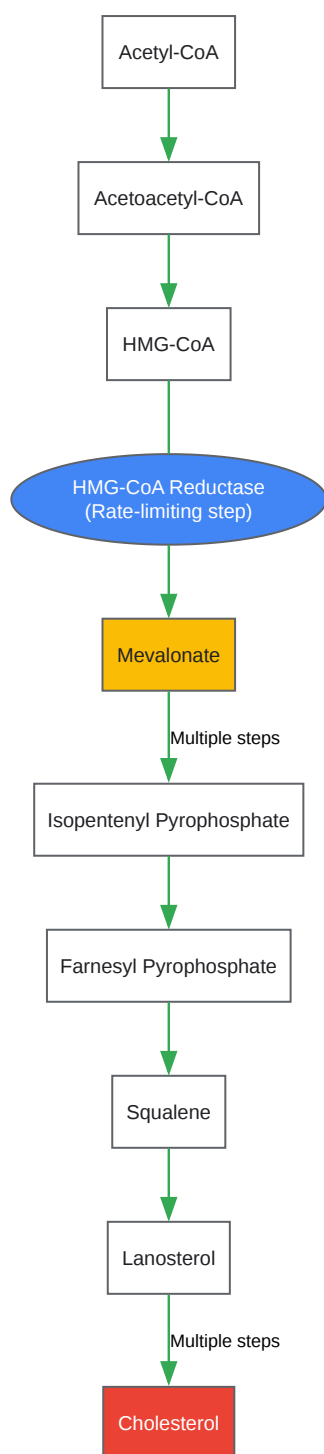 Acetyl-CoA
Acetoacetyl-CoA
HMG-CoA
HMG-CoA Reductase
(Rate-limiting step)
Mevalonate
Multiple steps
Isopentenyl Pyrophosphate
Farnesyl Pyrophosphate
Squalene
Lanosterol
Multiple steps
Cholesterol